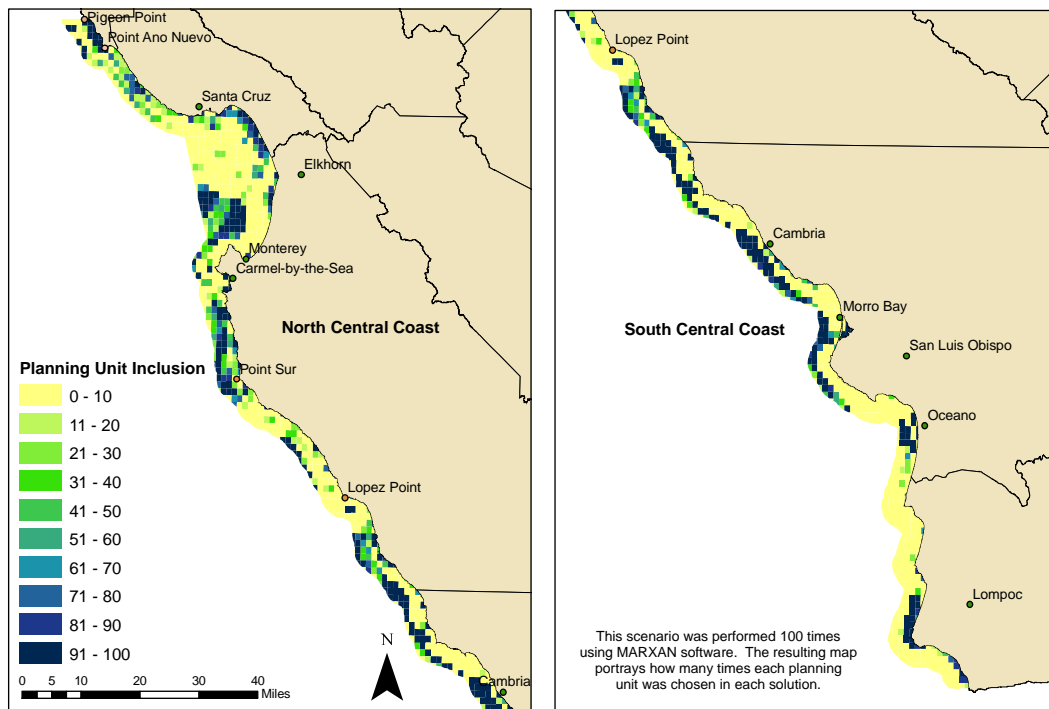 Pigeon Point
Point Ano Nuevo
Santa Cruz
Elkhorn
Monterey
Carmel-by-the-Sea
North Central Coast
Planning Unit Inclusion
0 - 10
11 - 20
21 - 30
31 - 40
41 - 50
51 - 60
61 - 70
71 - 80
81 - 90
91 - 100
Point Sur
Lopez Point
N
0 5 10 20 30 40
Miles
Cambria
Lopez Point
Cambria
Morro Bay
South Central Coast
San Luis Obispo
Oceano
Lompoc
This scenario was performed 100 times
using MARXAN software. The resulting map
portrays how many times each planning
unit was chosen in each solution.